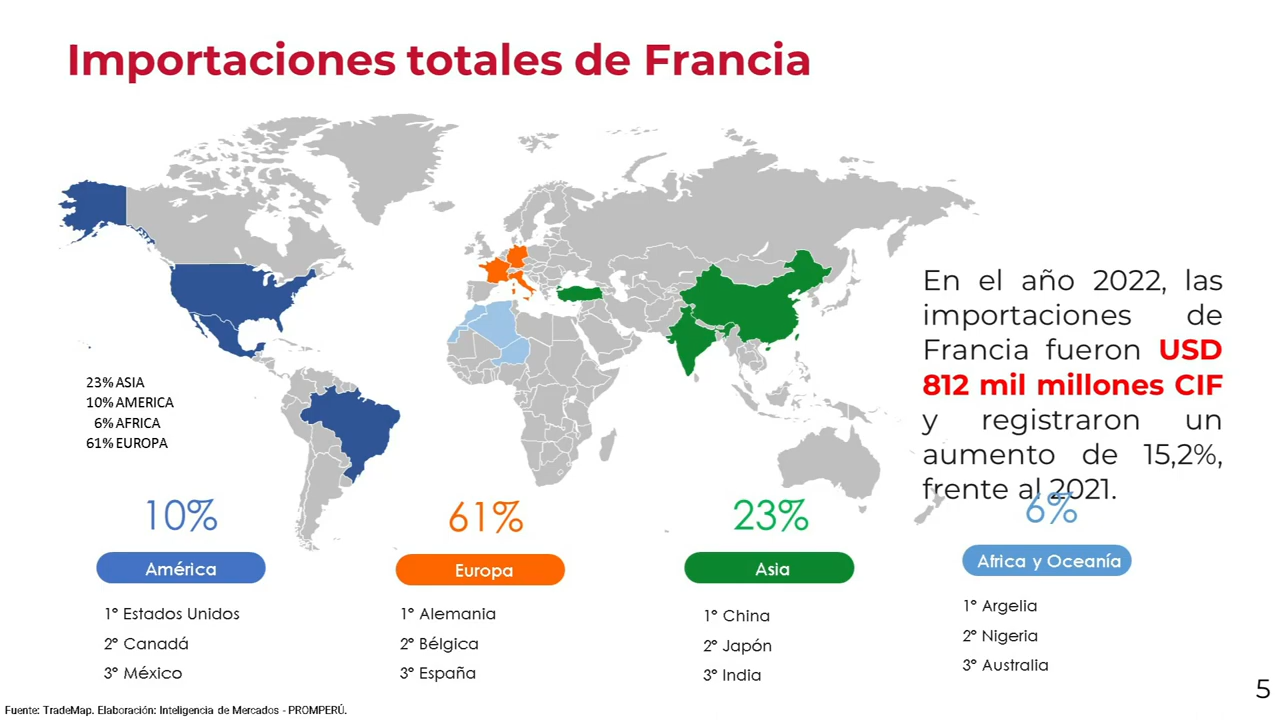 Importaciones totales de Francia
En el año 2022, las
importaciones de
Francia fueron USD
812 mil millones CIF
y registraron un
aumento de 15,2%,
frente al 2021.
23% ASIA
10% AMERICA
6% AFRICA
61% EUROPA
10%
América
1° Estados Unidos
2° Canadá
3° México
61%
Europa
1° Alemania
2° Bélgica
3° España
23%
Asia
1° China
2° Japón
3° India
6%
Africa y Oceanía
1° Argelia
2° Nigeria
3° Australia
5
Fuente: TradeMap. Elaboración: Inteligencia de Mercados - PROMPERÚ.